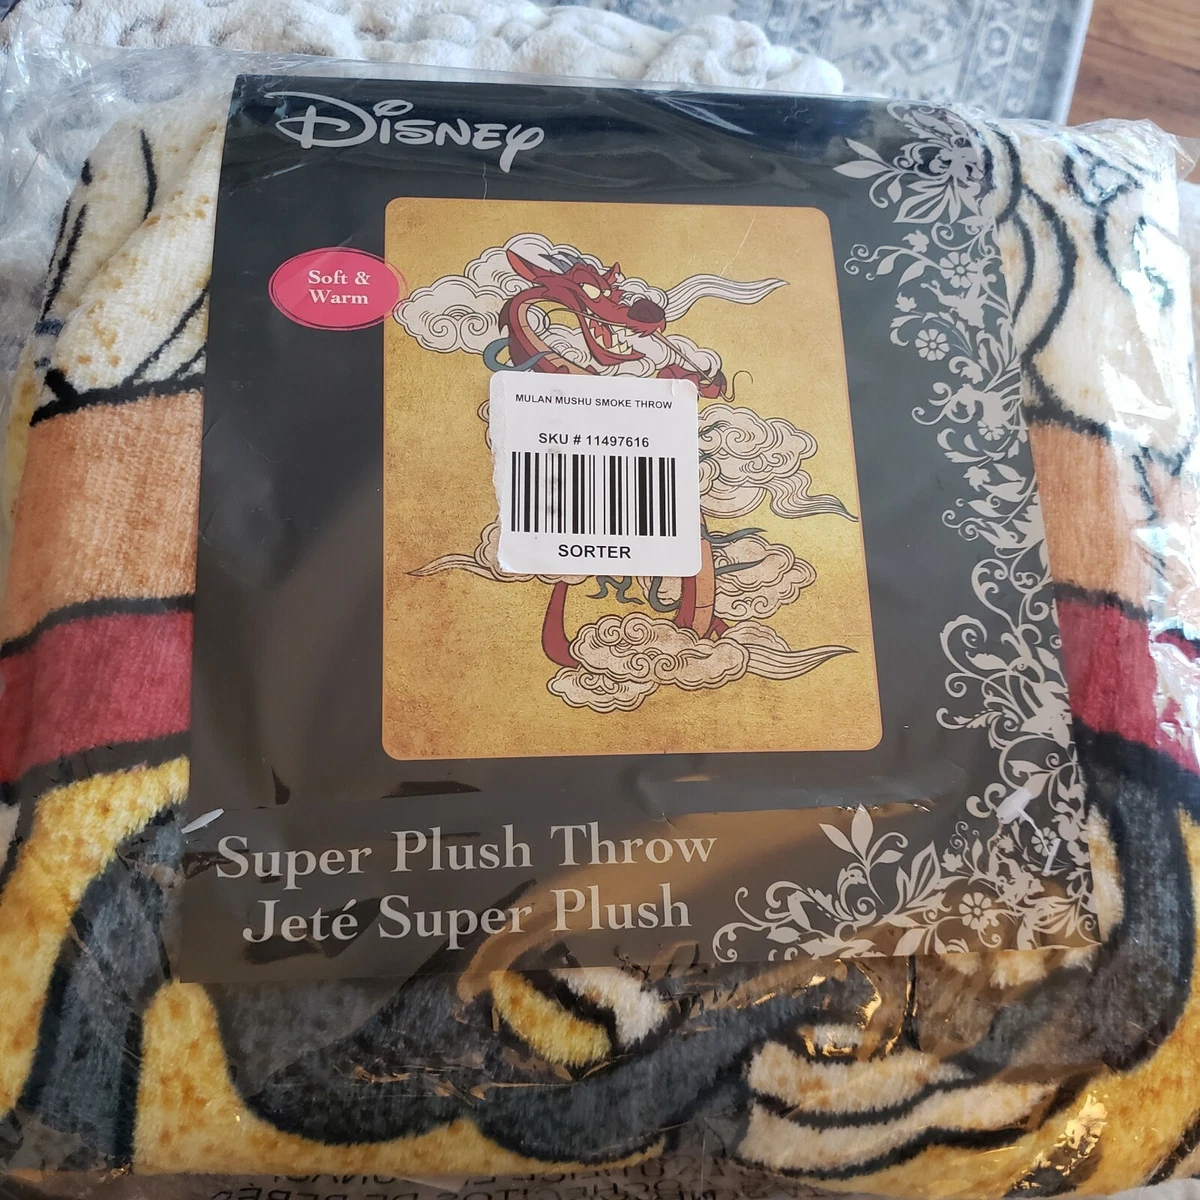 DISNEY
Soft &
Warm
MULAN MUSHU SMOKE THROW
SKU # 11497616
SORTER
Super Plush Throw
Jeté Super Plush